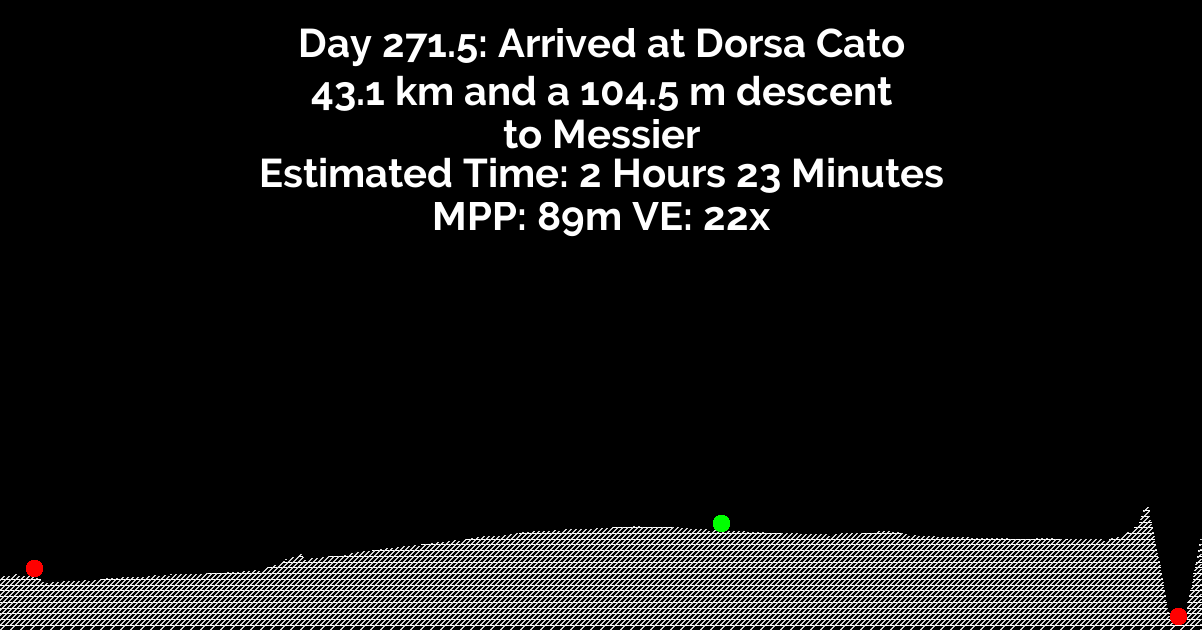 Day 271.5: Arrived at Dorsa Cato
43.1 km and a 104.5 m descent
to Messier
Estimated Time: 2 Hours 23 Minutes
MPP: 89m VE: 22x